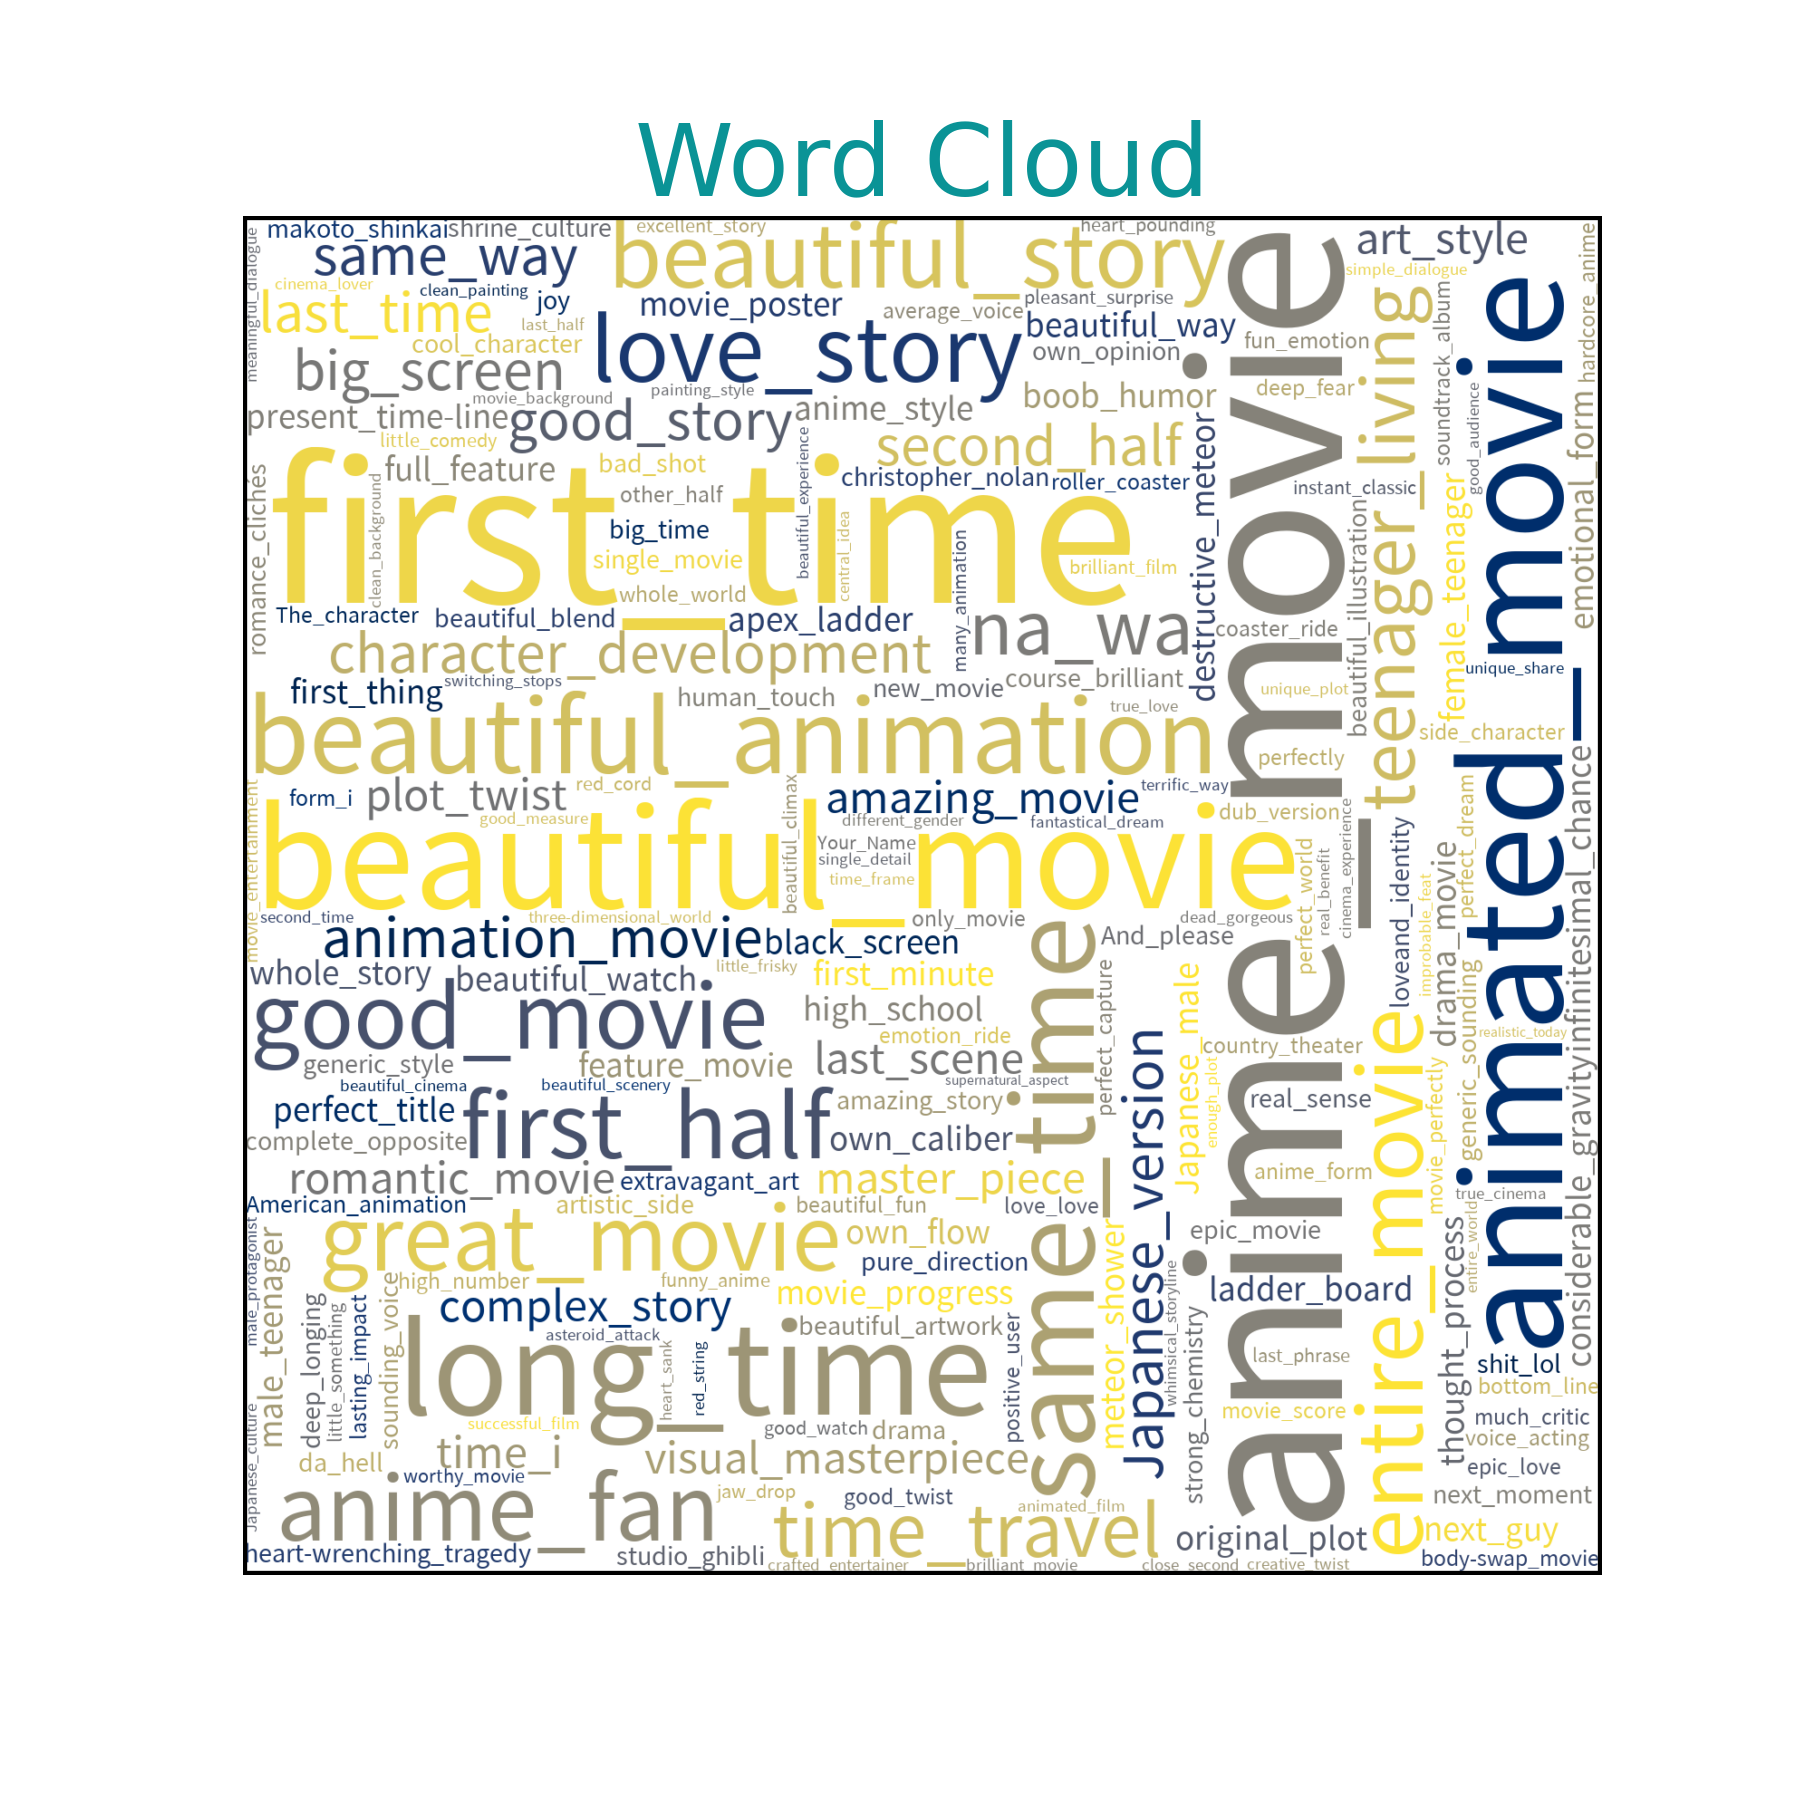 Word Cloud
makoto_shinkai
shrine_culture
excellent_story
heart_pounding
same_way
beautiful_story
art_style
meaningful_dialogue
cinema_lover
clean_painting
joy
movie_poster
average_voice
pleasant_surprise
simple_dialogue
hardcore_anime
last_time
last_half
love_story
beautiful_way
cool_character
own_opinion
fun_emotion
big_screen
painting_style
movie_background
boob_humor
deep_fear
soundtrack_album
good_audience
present_time-line
good_story
anime_style
little_comedy
second_half
destructive_meteor
full_feature
bad_shot
beautiful_experience
christopher_nolan
roller_coaster
instant_classic
emotional_form
romance_clichés
clean_background
first_time
other_half
big_time
single_movie
central_idea
many_animation
brilliant_film
whole_world
The_character
beautiful_blend
apex_ladder
na_wa
coaster_ride
beautiful_illustration
teenager_living
female_teenager
anime_movie
animated_movie
unique_share
character_development
first_thing
switching_stops
human_touch
new_movie
course_brilliant
unique_plot
true_love
side_character
beautiful_animation
perfectly
form_i
plot_twist
red_cord
good_measure
beautiful_climax
amazing_movie
terrific_way
different_gender
fantastical_dream
dub_version
beautiful_movie
Your_Name
single_detail
time_frame
movie_entertainment
perfect_world
real_benefit
cinema_experience
loveand_identity
improbable_feat
drama_movie
perfect_dream
considerable_gravityinfinitesimal_chance
second_time
three-dimensional_world
only_movie
dead_gorgeous
animation_movie
black_screen
And_please
whole_story
beautiful_watch
little_frisky
first_minute
good_movie
high_school
emotion_ride
same_time
perfect_capture
Japanese_male
enough_plot
Japanese_version
country_theater
generic_sounding
realistic_today
generic_style
feature_movie
last_scene
supernatural_aspect
beautiful_cinema
beautiful_scenery
perfect_title
first_half
amazing_story
real_sense
movie_perfectly
entire_movie
complete_opposite
own_caliber
romantic_movie
extravagant_art
master_piece
anime_form
true_cinema
American_animation
artistic_side
beautiful_fun
love_love
great_movie
own_flow
epic_movie
entire_world
male_protagonist
male_teenager
pure_direction
meteor_shower
whimsical_storyline
high_number
funny_anime
movie_progress
ladder_board
thought_process
deep_longing
little_something
lasting_impact
sounding_voice
complex_story
asteroid_attack
beautiful_artwork
positive_user
strong_chemistry
long_time
heart_sank
red_string
last_phrase
shit_lol
bottom_line
Japanese_culture
successful_film
good_watch
drama
movie_score
much_critic
voice_acting
da_hell
time_i
worthy_movie
visual_masterpiece
epic_love
anime_fan
jaw_drop
good_twist
animated_film
next_moment
time_travel
original_plot
next_guy
heart-wrenching_tragedy
studio_ghibli
crafted_entertainer
brilliant_movie
close_second
creative_twist
body-swap_movie